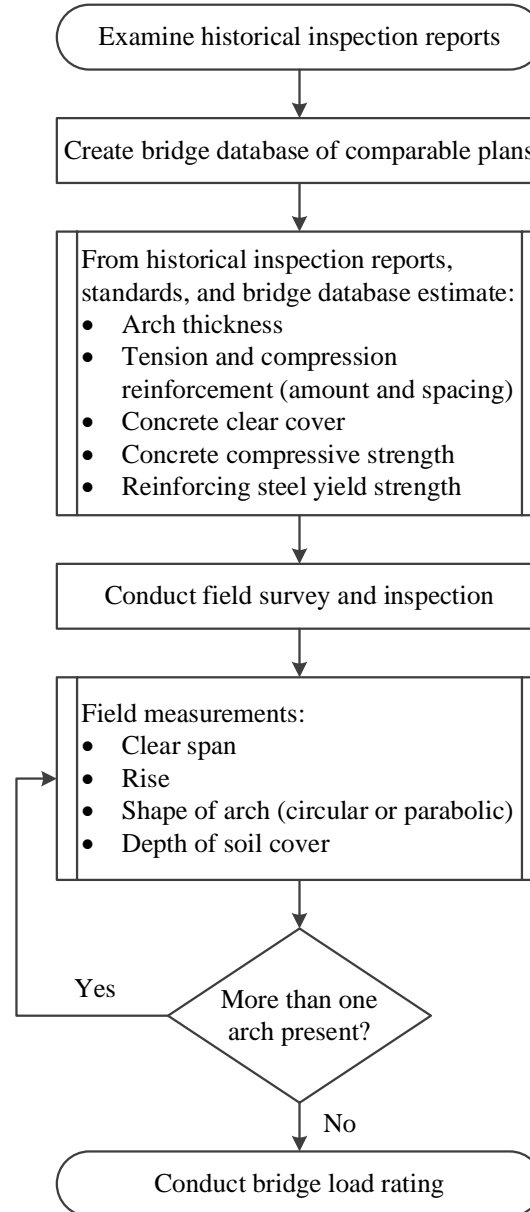 Examine historical inspection reports
Create bridge database of comparable plans
From historical inspection reports,
standards, and bridge database estimate:
• Arch thickness
• Tension and compression
reinforcement (amount and spacing)
• Concrete clear cover
• Concrete compressive strength
• Reinforcing steel yield strength
Conduct field survey and inspection
Field measurements:
• Clear span
• Rise
• Shape of arch (circular or parabolic)
• Depth of soil cover
Yes
More than one
arch present?
No
Conduct bridge load rating